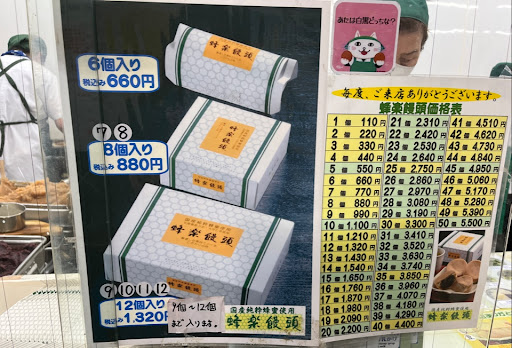 6個入り
税込み660円
⑦⑧
8個入り
税込み880円
⑨⑩⑪⑫
12個入り
税込み1,320円
9個〜12個
まで入ります。
蜂楽饅頭
蜂楽饅頭
蜂楽饅頭
蜂楽饅頭
国産純粋蜂蜜使用
蜂楽饅頭
あたは白黒どっちな?
毎度、ご来店ありがとうございます。
蜂楽饅頭価格表
1個 110円
2個 220円
3個 330円
4個 440円
5個 550円
6個 660円
7個 770円
8個 880円
9個 990円
10個 1,100円
11個 1,210円
12個 1,320円
13個 1,430円
14個 1,540円
15個 1,650円
16個 1,760円
17個 1,870円
18個 1,980円
19個 2,090円
20個 2,200円
21個 2,310円
22個 2,420円
23個 2,530円
24個 2,640円
25個 2,750円
26個 2,860円
27個 2,970円
28個 3,080円
29個 3,190円
30個 3,300円
31個 3,410円
32個 3,520円
33個 3,630円
34個 3,740円
35個 3,850円
36個 3,960円
37個 4,070円
38個 4,180円
39個 4,290円
40個 4,400円
41個 4,510円
42個 4,620円
43個 4,730円
44個 4,840円
45個 4,950円
46個 5,060円
47個 5,170円
48個 5,280円
49個 5,390円
50個 5,500円
蜂楽饅頭